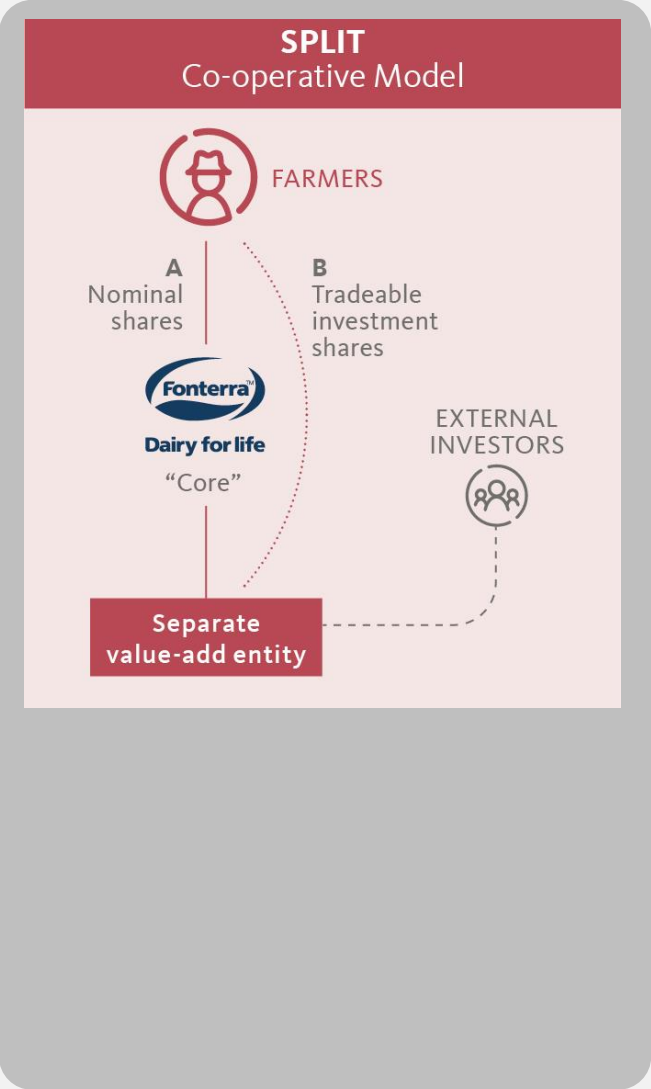 SPLIT
Co-operative Model
FARMERS
A
Nominal
shares
B
Tradeable
investment
shares
Fonterra™
Dairy for life
“Core”
EXTERNAL
INVESTORS
Separate
value-add entity